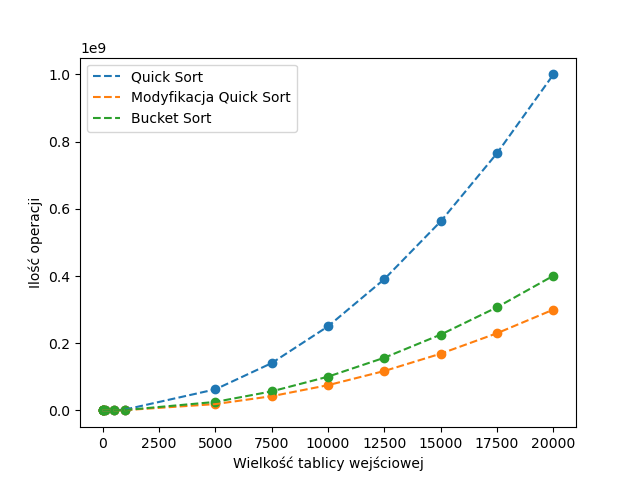 1e9
Quick Sort
Modyfikacja Quick Sort
Bucket Sort
1.0
0.8
0.6
0.4
0.2
0.0
Ilość operacji
0 2500 5000 7500 10000 12500 15000 17500 20000
Wielkość tablicy wejściowej